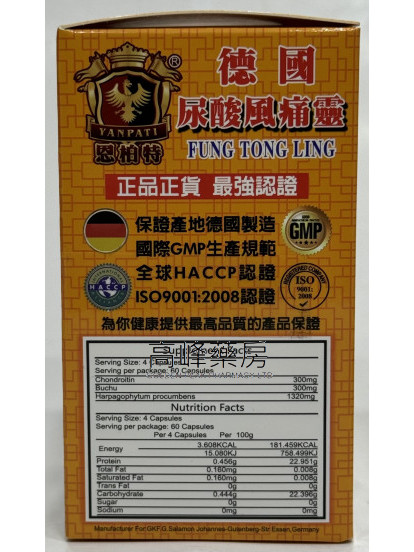 德國
®
尿酸風痛靈
YANPATI
恩柏特
FUNG TONG LING
正品正貨 最強認證
保證產地德國製造
國際GMP生產規範
GMP
全球HACCP認證
HACCP
ISO9001:2008認證
ISO
9001:
2008
為你健康提供最高品質的產品保證
高峰藥房
Serving Size: 4 Capsules
Serving per package: 60 Capsules
Chondroitin 300mg
Buchu 300mg
Harpagophytum procumbens 1320mg
Nutrition Facts
Serving Size: 4 Capsules
Serving per package: 60 Capsules
Per 4 Capsules Per 100g
Energy 3.608KCAL 181.459KCAL
15.080KJ 758.499KJ
Protein 0.456g 22.951g
Total Fat 0.160mg 0.008g
Saturated Fat 0.160mg 0.008g
Trans Fat 0g 0g
Carbohydrate 0.444g 22.396g
Sugar 0g 0g
Sodium 0mg 0mg
Manufacturer For:GKF,G.Salamon Johannes-Gutenberg-Str Essen,Germany